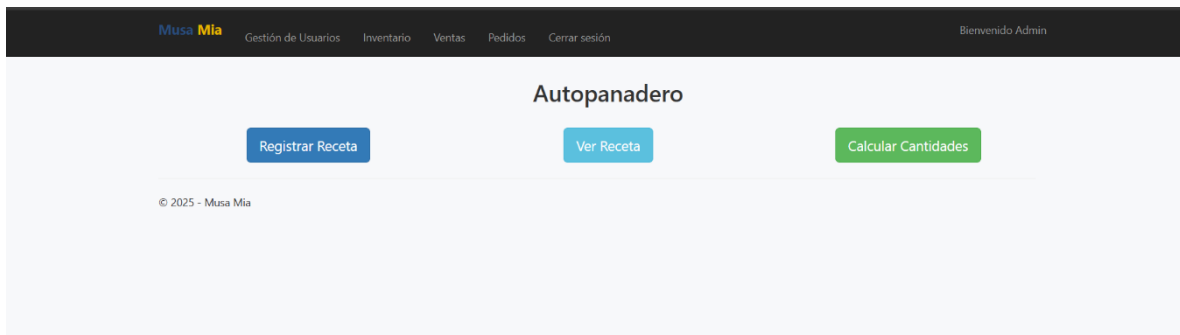 Musa Mia Gestión de Usuarios Inventario Ventas Pedidos Cerrar sesión Bienvenido Admin
Autopanadero
Registrar Receta Ver Receta Calcular Cantidades
© 2025 - Musa Mia